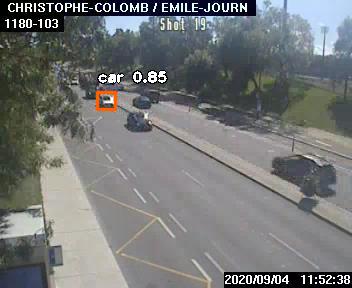 CHRISTOPHE-COLOMB / EMILE-JOURN
1180-103
Shot 19
car 0.85
2020/09/04 11:52:38